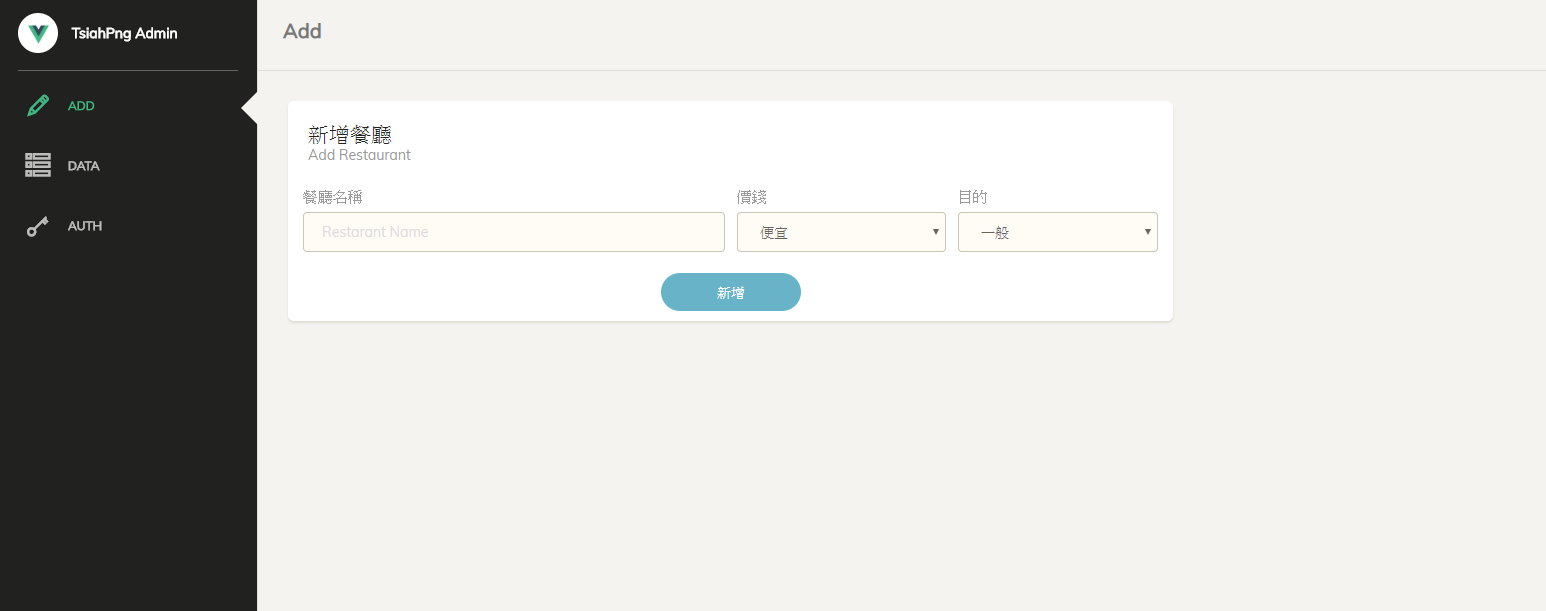 TsiahPng Admin
ADD
DATA
AUTH
Add
新增餐廳
Add Restaurant
餐廳名稱 價錢 目的
Restarant Name 便宜 一般
新增